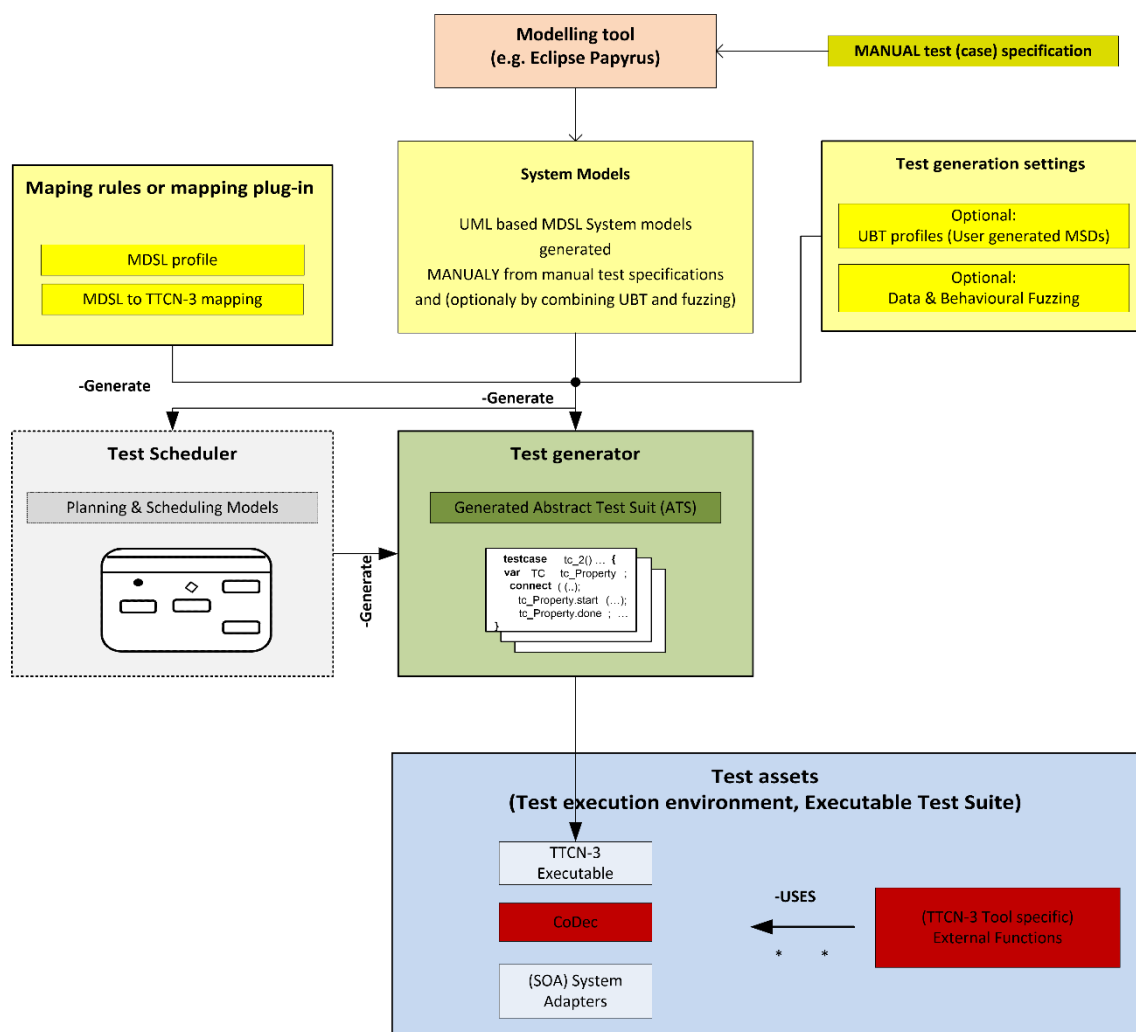 Modelling tool
(e.g. Eclipse Papyrus)
MANUAL test (case) specification
Maping rules or mapping plug-in
MDSL profile
MDSL to TTCN-3 mapping
System Models
UML based MDSL System models
generated
MANUALY from manual test specifications
and (optionaly by combining UBT and fuzzing)
Test generation settings
Optional:
UBT profiles (User generated MSDs)
Optional:
Data & Behavioural Fuzzing
-Generate
-Generate
Test Scheduler
Planning & Scheduling Models
-Generate
Test generator
Generated Abstract Test Suit (ATS)
testcase tc_2() ... {
var TC tc_Property ;
connect ( (..);
tc_Property.start (...);
tc_Property.done ; ...
}
Test assets
(Test execution environment, Executable Test Suite)
TTCN-3
Executable
CoDec
(SOA) System
Adapters
-USES
* *
(TTCN-3 Tool specific)
External Functions